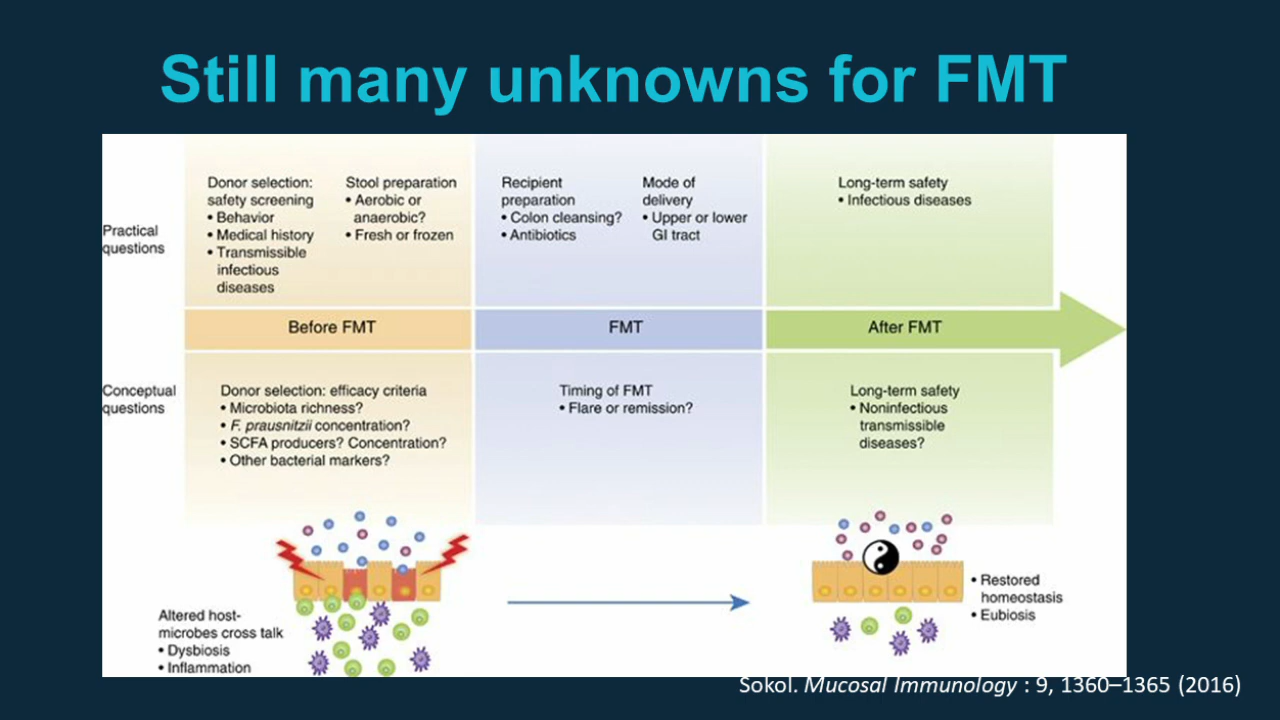 Still many unknowns for FMT
Practical
questions
Donor selection:
safety screening
• Behavior
• Medical history
• Transmissible
infectious
diseases
Stool preparation
• Aerobic or
anaerobic?
• Fresh or frozen
Recipient
preparation
• Colon cleansing?
• Antibiotics
Mode of
delivery
• Upper or lower
GI tract
Long-term safety
• Infectious diseases
Before FMT
FMT
After FMT
Conceptual
questions
Donor selection: efficacy criteria
• Microbiota richness?
• F. prausnitzii concentration?
• SCFA producers? Concentration?
• Other bacterial markers?
Timing of FMT
• Flare or remission?
Long-term safety
• Noninfectious
transmissible
diseases?
Altered host-
microbes cross talk
• Dysbiosis
• Inflammation
• Restored
homeostasis
• Eubiosis
Sokol. Mucosal Immunology : 9, 1360–1365 (2016)